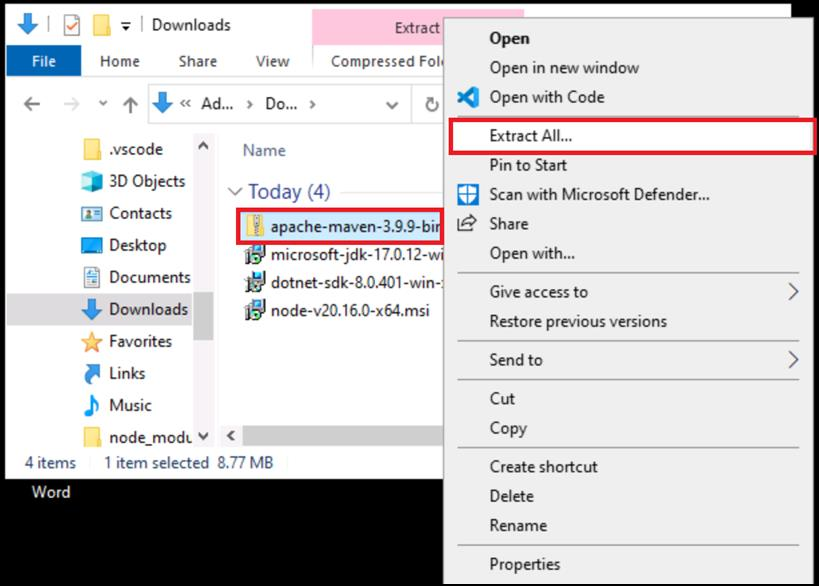 Downloads
Extract
File
Home
Share
View
Compressed Fol
« Ad... > Do... >
.vscode
3D Objects
Contacts
Desktop
Documents
Downloads
Favorites
Links
Music
node_modu
Name
Today (4)
apache-maven-3.9.9-bin
microsoft-jdk-17.0.12-wi
dotnet-sdk-8.0.401-win-
node-v20.16.0-x64.msi
4 items
1 item selected 8.77 MB
Word
Open
Open in new window
Open with Code
Extract All...
Pin to Start
Scan with Microsoft Defender...
Share
Open with...
Give access to
Restore previous versions
Send to
Cut
Copy
Create shortcut
Delete
Rename
Properties